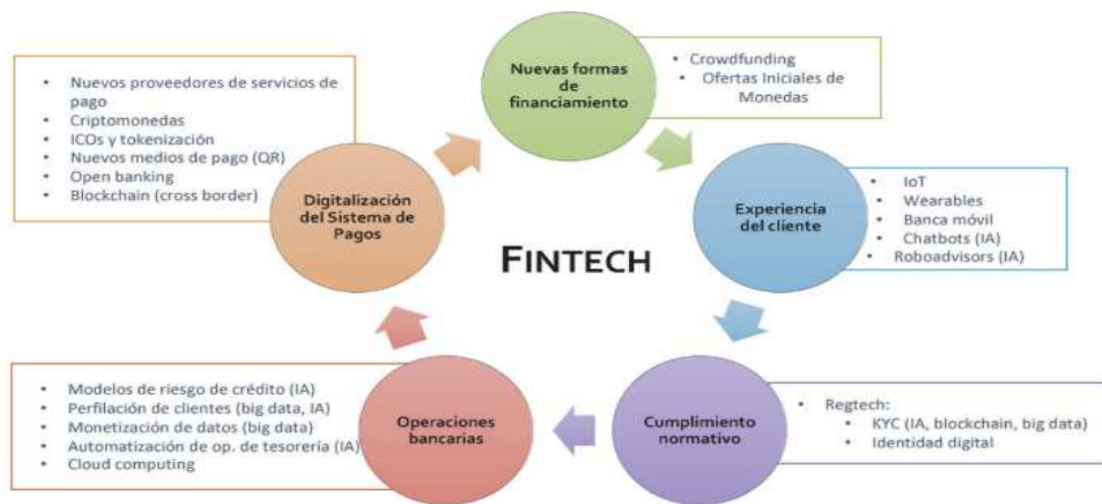 Nuevas formas
de
financiamiento
• Crowdfunding
• Ofertas Iniciales de
Monedas
Experiencia
del cliente
• IoT
• Wearables
• Banca móvil
• Chatbots (IA)
• Roboadvisors (IA)
Cumplimiento
normativo
• Regtech:
• KYC (IA, blockchain, big data)
• Identidad digital
Operaciones
bancarias
• Modelos de riesgo de crédito (IA)
• Perfilación de clientes (big data, IA)
• Monetización de datos (big data)
• Automatización de op. de tesorería (IA)
• Cloud computing
Digitalización
del Sistema de
Pagos
• Nuevos proveedores de servicios de
pago
• Criptomonedas
• ICOs y tokenización
• Nuevos medios de pago (QR)
• Open banking
• Blockchain (cross border)
FINTECH